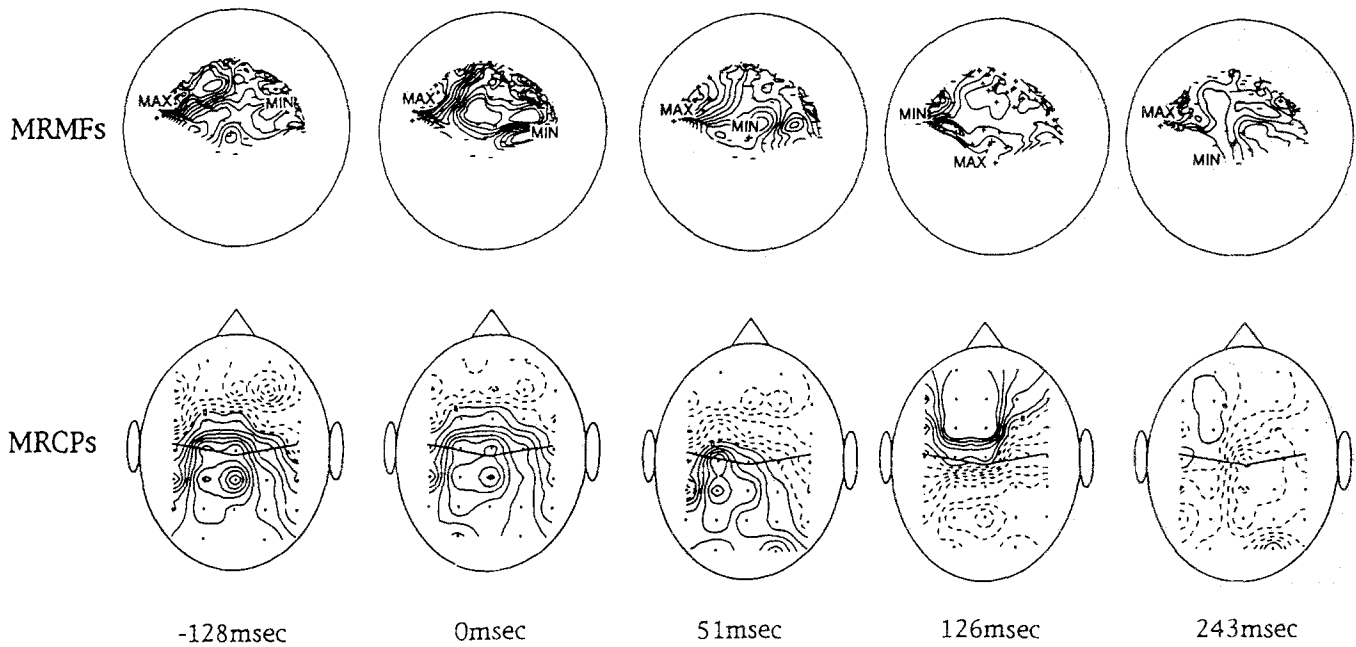 MRMFs
MAX
MIN
MAX
MIN
MAX
MIN
MIN
MAX
MAX
MIN
MRCPs
-128msec
0msec
51msec
126msec
243msec